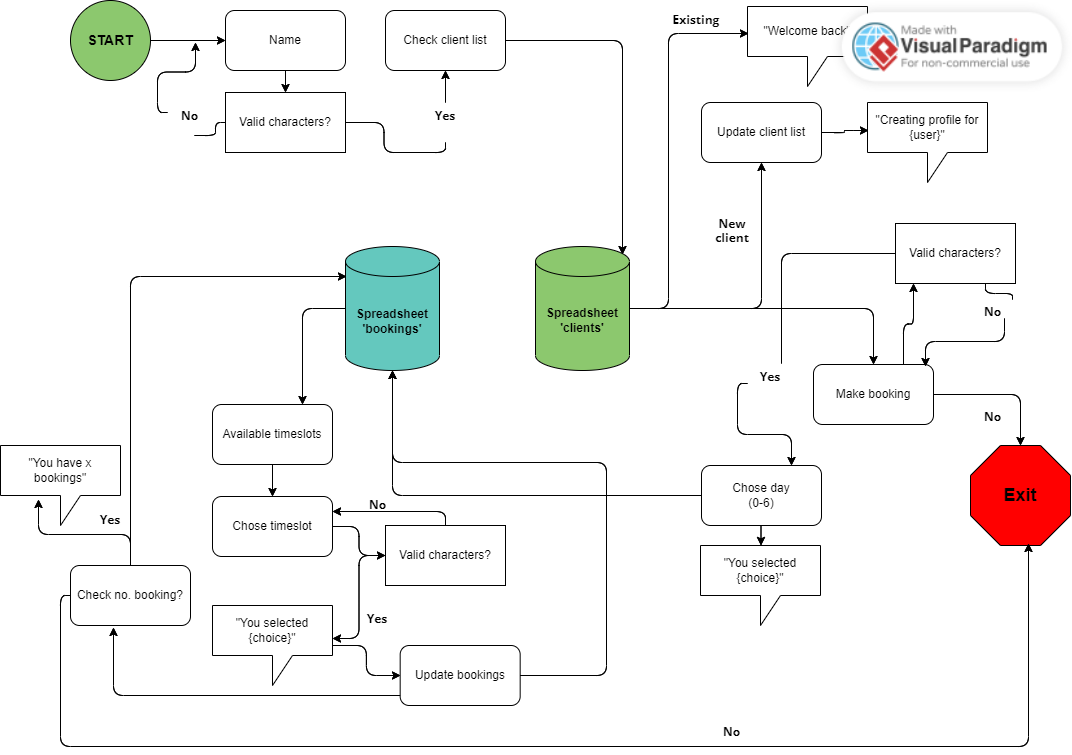 START
Name
Check client list
Existing
"Welcome back
Made with
Visual Paradigm
For non-commercial use
No
Valid characters?
Yes
Update client list
"Creating profile for
{user}"
New
client
Valid characters?
Spreadsheet
'bookings'
Spreadsheet
'clients'
No
Yes
Make booking
No
Available timeslots
"You have x
bookings"
Yes
Chose timeslot
No
Valid characters?
Chose day
(0-6)
Exit
"You selected
{choice}"
Check no. booking?
"You selected
{choice}"
Yes
Update bookings
No